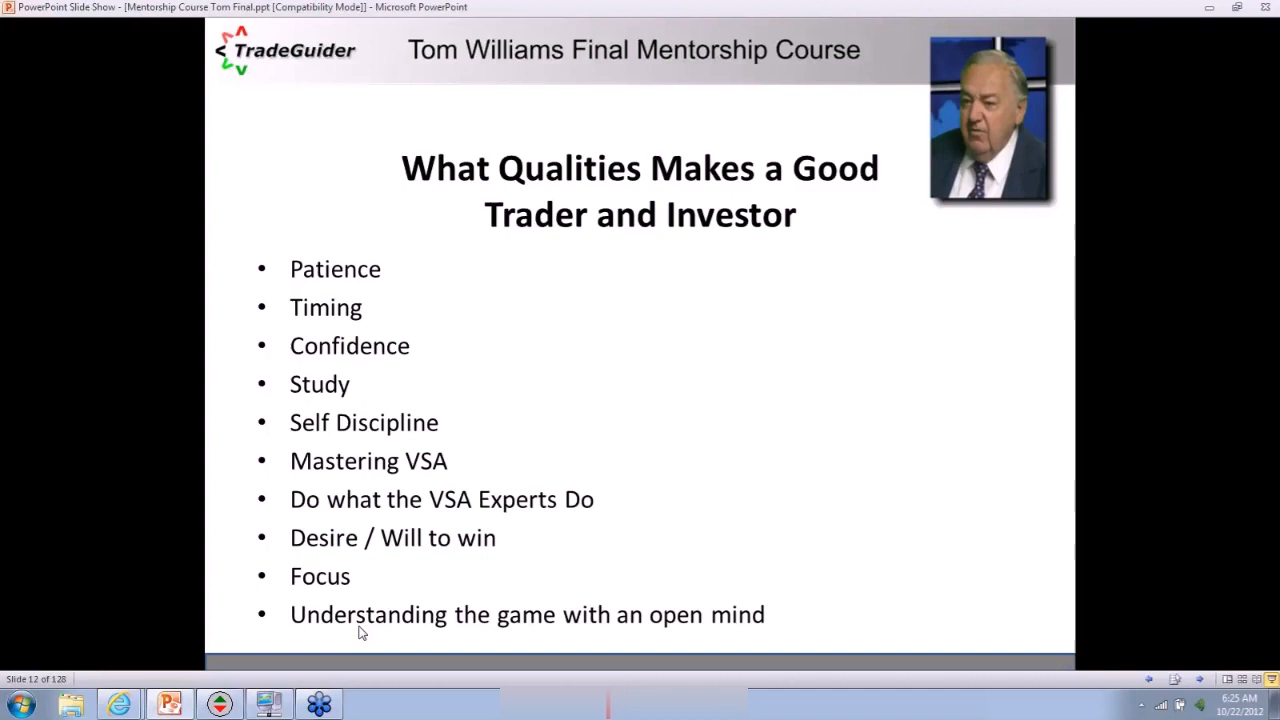 PowerPoint Slide Show - [Mentorship Course Tom Final.ppt [Compatibility Mode]] - Microsoft PowerPoint
TradeGuider
Tom Williams Final Mentorship Course
What Qualities Makes a Good
Trader and Investor
• Patience
• Timing
• Confidence
• Study
• Self Discipline
• Mastering VSA
• Do what the VSA Experts Do
• Desire / Will to win
• Focus
• Understanding the game with an open mind
Slide 12 of 128
6:25 AM
10/22/2012